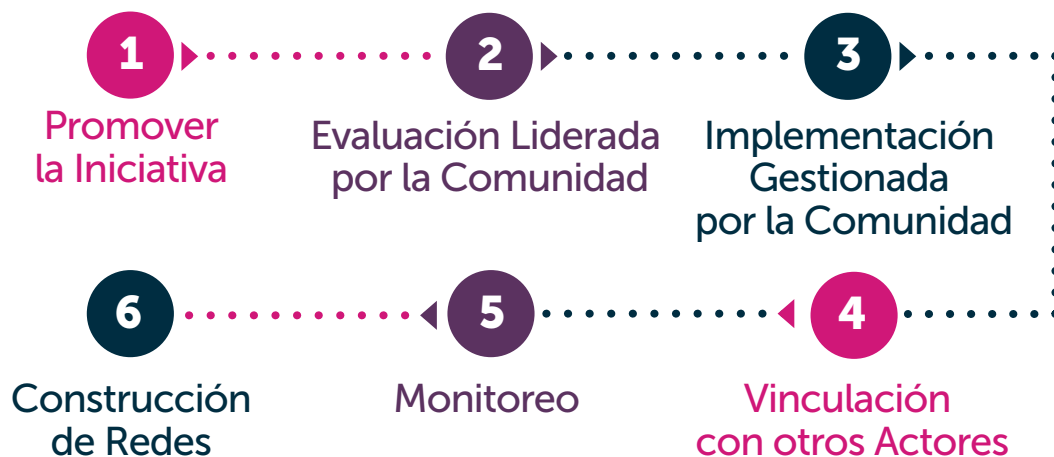 1
Promover
la Iniciativa
2
Evaluación Liderada
por la Comunidad
3
Implementación
Gestionada
por la Comunidad
4
Vinculación
con otros Actores
5
Monitoreo
6
Construcción
de Redes